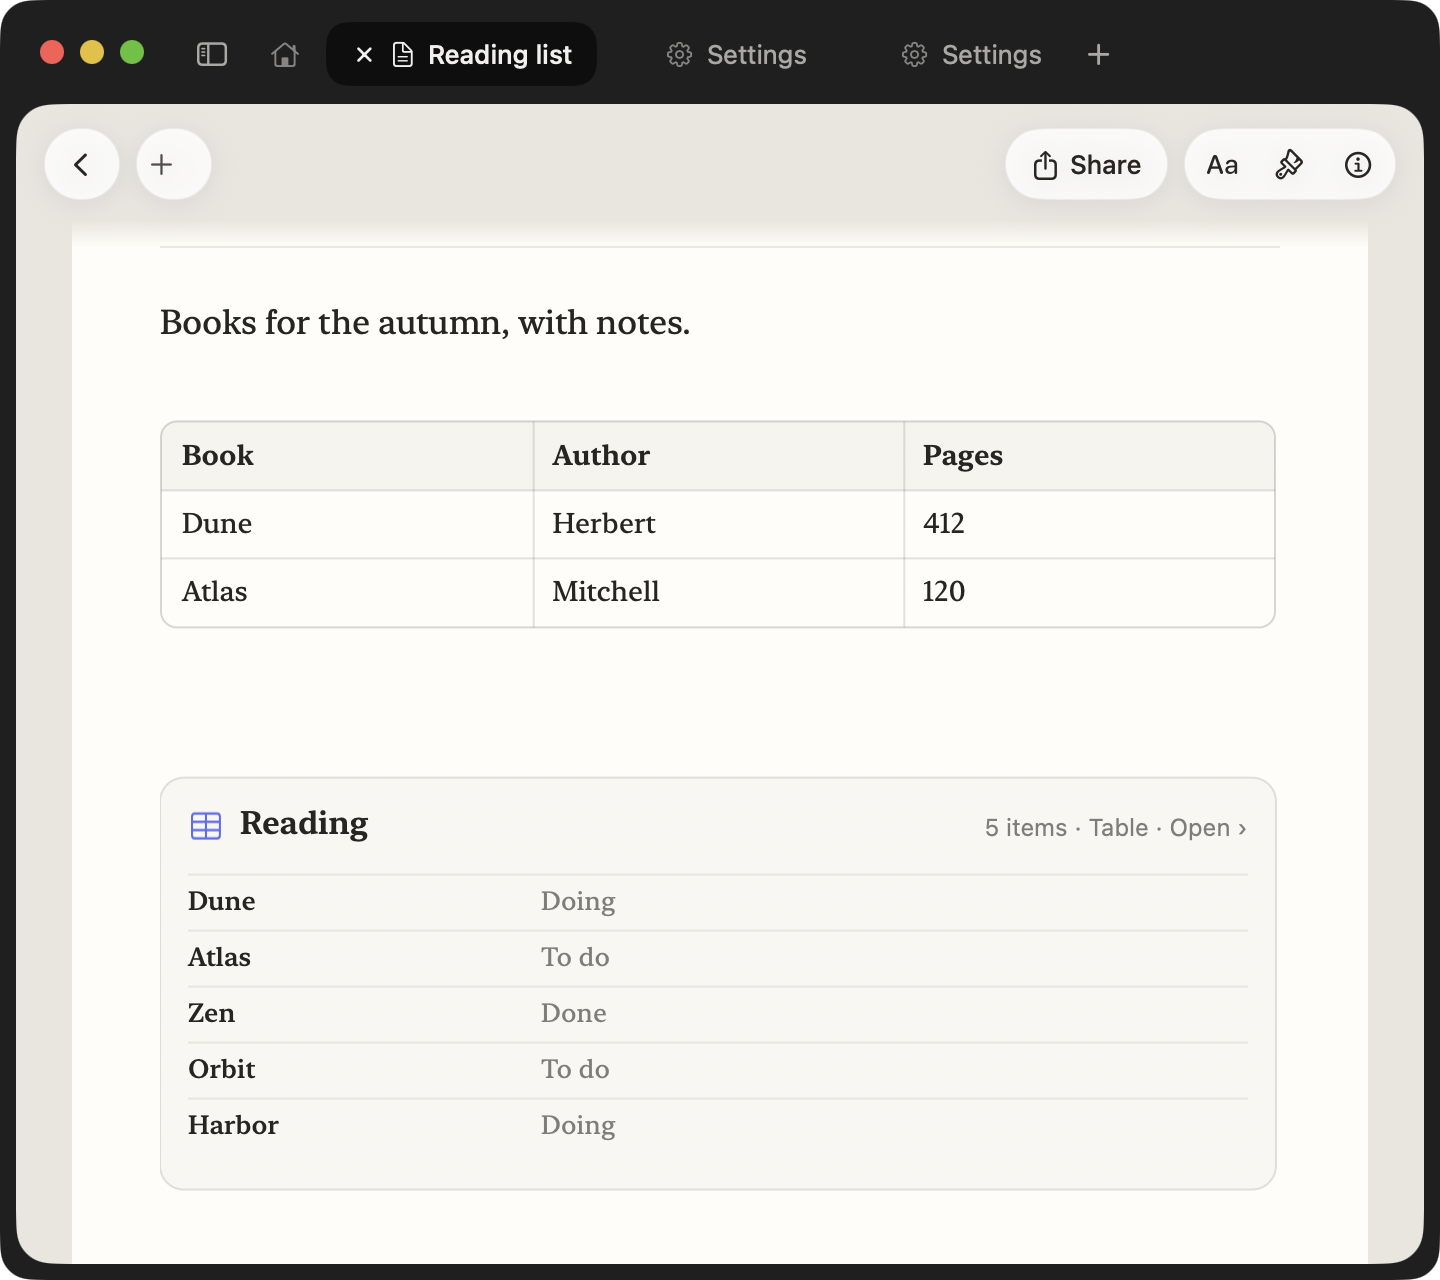 Reading list
Settings
Settings
Share
Aa
Books for the autumn, with notes.
Book Author Pages
Dune Herbert 412
Atlas Mitchell 120
Reading
5 items · Table · Open ›
Dune Doing
Atlas To do
Zen Done
Orbit To do
Harbor Doing